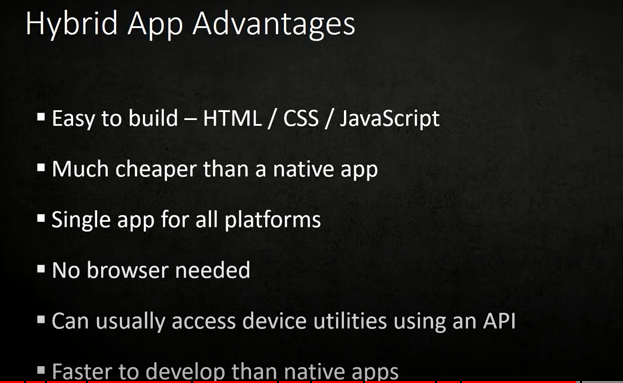 Hybrid App Advantages
▪ Easy to build – HTML / CSS / JavaScript
▪ Much cheaper than a native app
▪ Single app for all platforms
▪ No browser needed
▪ Can usually access device utilities using an API
▪ Faster to develop than native apps